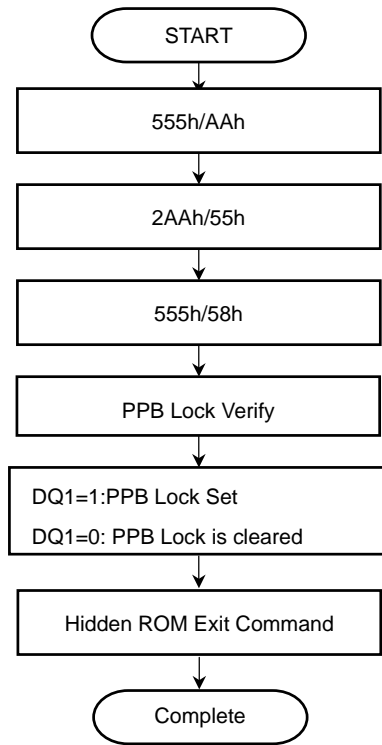 START
555h/AAh
2AAh/55h
555h/58h
PPB Lock Verify
DQ1=1:PPB Lock Set
DQ1=0: PPB Lock is cleared
Hidden ROM Exit Command
Complete